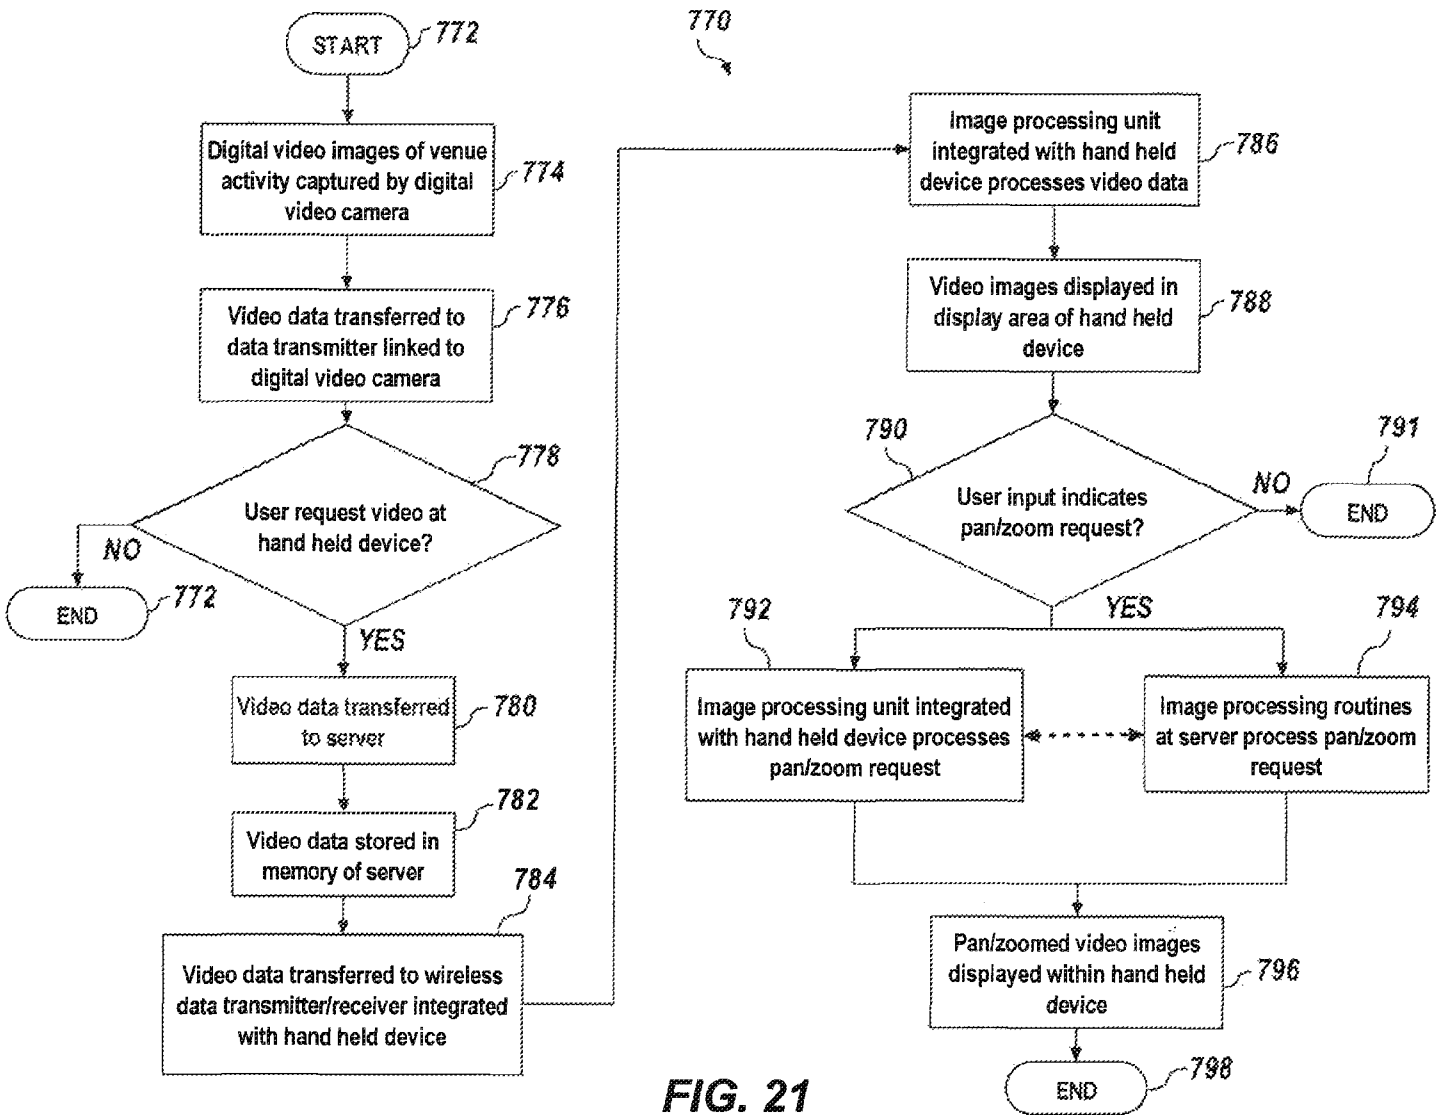 START
772
770
Digital video images of venue
activity captured by digital
video camera
774
Video data transferred to
data transmitter linked to
digital video camera
776
778
User request video at
hand held device?
NO
END
772
YES
Video data transferred
to server
780
Video data stored in
memory of server
782
784
Video data transferred to wireless
data transmitter/receiver integrated
with hand held device
Image processing unit
integrated with hand held
device processes video data
786
Video images displayed in
display area of hand held
device
788
790
User input indicates
pan/zoom request?
NO
791
END
YES
792
Image processing unit integrated
with hand held device processes
pan/zoom request
794
Image processing routines
at server process pan/zoom
request
Pan/zoomed video images
displayed within hand held
device
796
END
798
FIG. 21